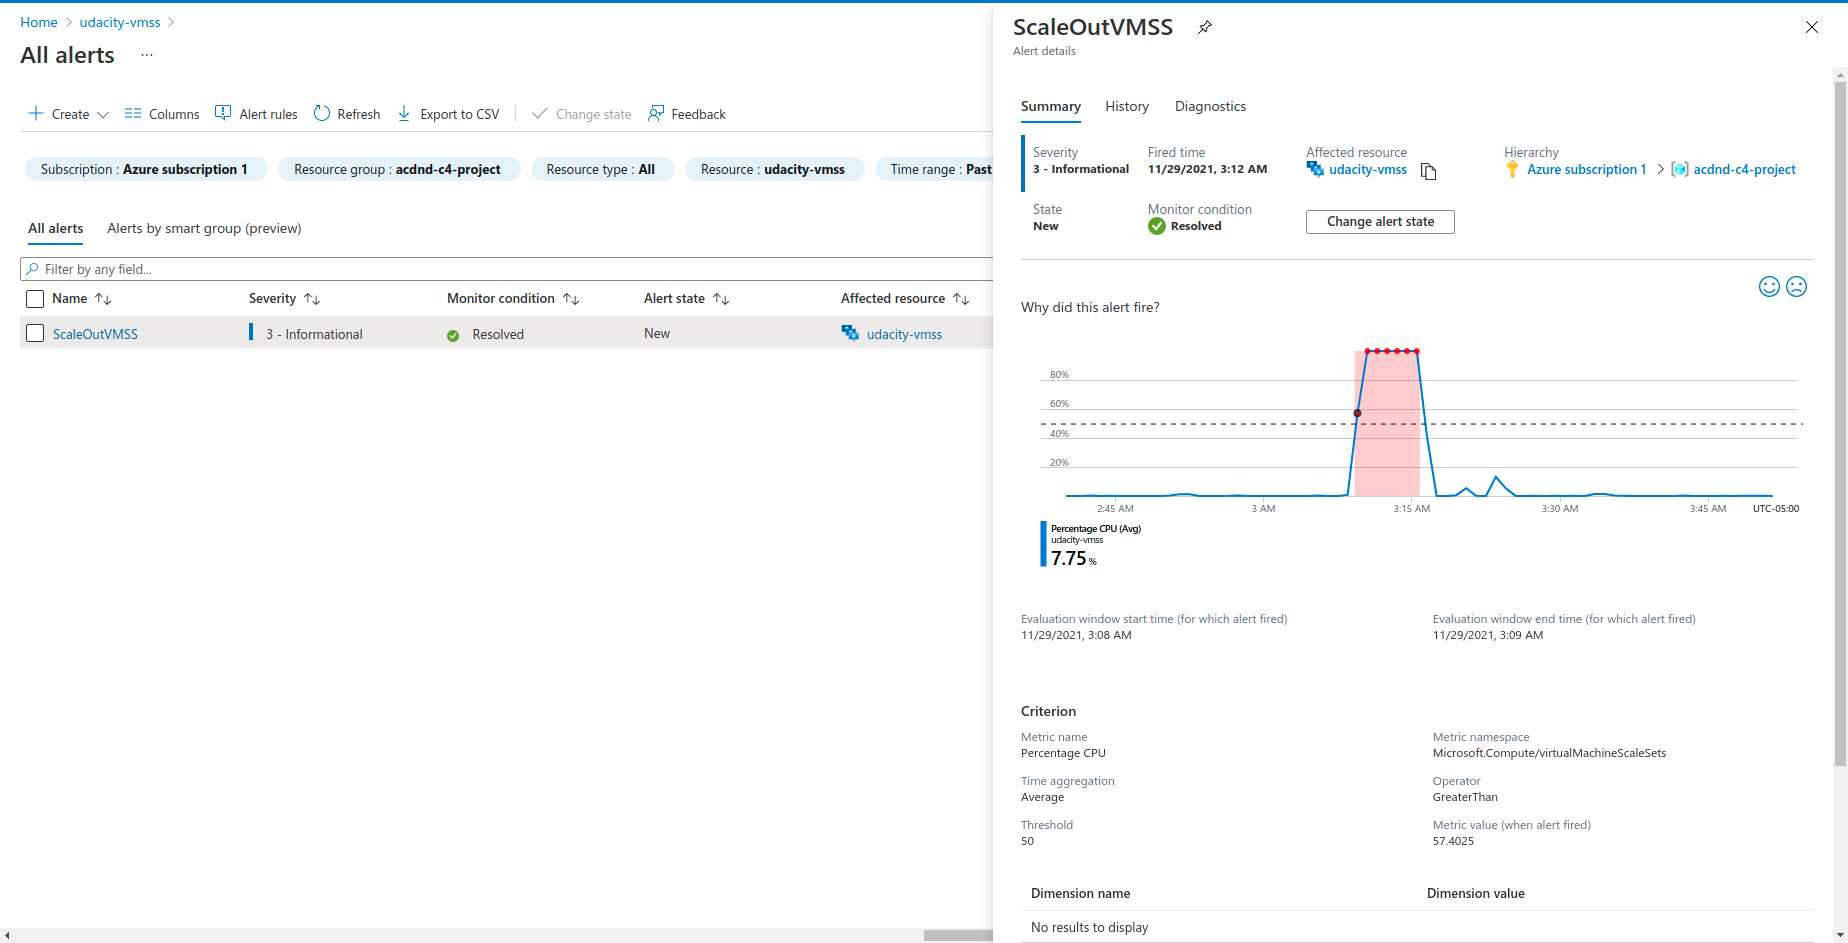 Home > udacity-vmss >
All alerts ...
Create Columns Alert rules Refresh Export to CSV Change state Feedback
Subscription : Azure subscription 1 Resource group : acdnd-c4-project Resource type : All Resource : udacity-vmss Time range : Past
All alerts Alerts by smart group (preview)
Filter by any field...
Name Severity Monitor condition Alert state Affected resource
ScaleOutVMSS 3 - Informational Resolved New udacity-vmss
ScaleOutVMSS
Alert details
Summary History Diagnostics
Severity Fired time Affected resource Hierarchy
3 - Informational 11/29/2021, 3:12 AM udacity-vmss Azure subscription 1 > acdnd-c4-project
State Monitor condition
New Resolved Change alert state
Why did this alert fire?
80%
60%
40%
20%
2:45 AM 3 AM 3:15 AM 3:30 AM 3:45 AM UTC-05:00
Percentage CPU (Avg)
udacity-vmss
7.75 %
Evaluation window start time (for which alert fired) Evaluation window end time (for which alert fired)
11/29/2021, 3:08 AM 11/29/2021, 3:09 AM
Criterion
Metric name Metric namespace
Percentage CPU Microsoft.Compute/virtualMachineScaleSets
Time aggregation Operator
Average GreaterThan
Threshold Metric value (when alert fired)
50 57.4025
Dimension name Dimension value
No results to display